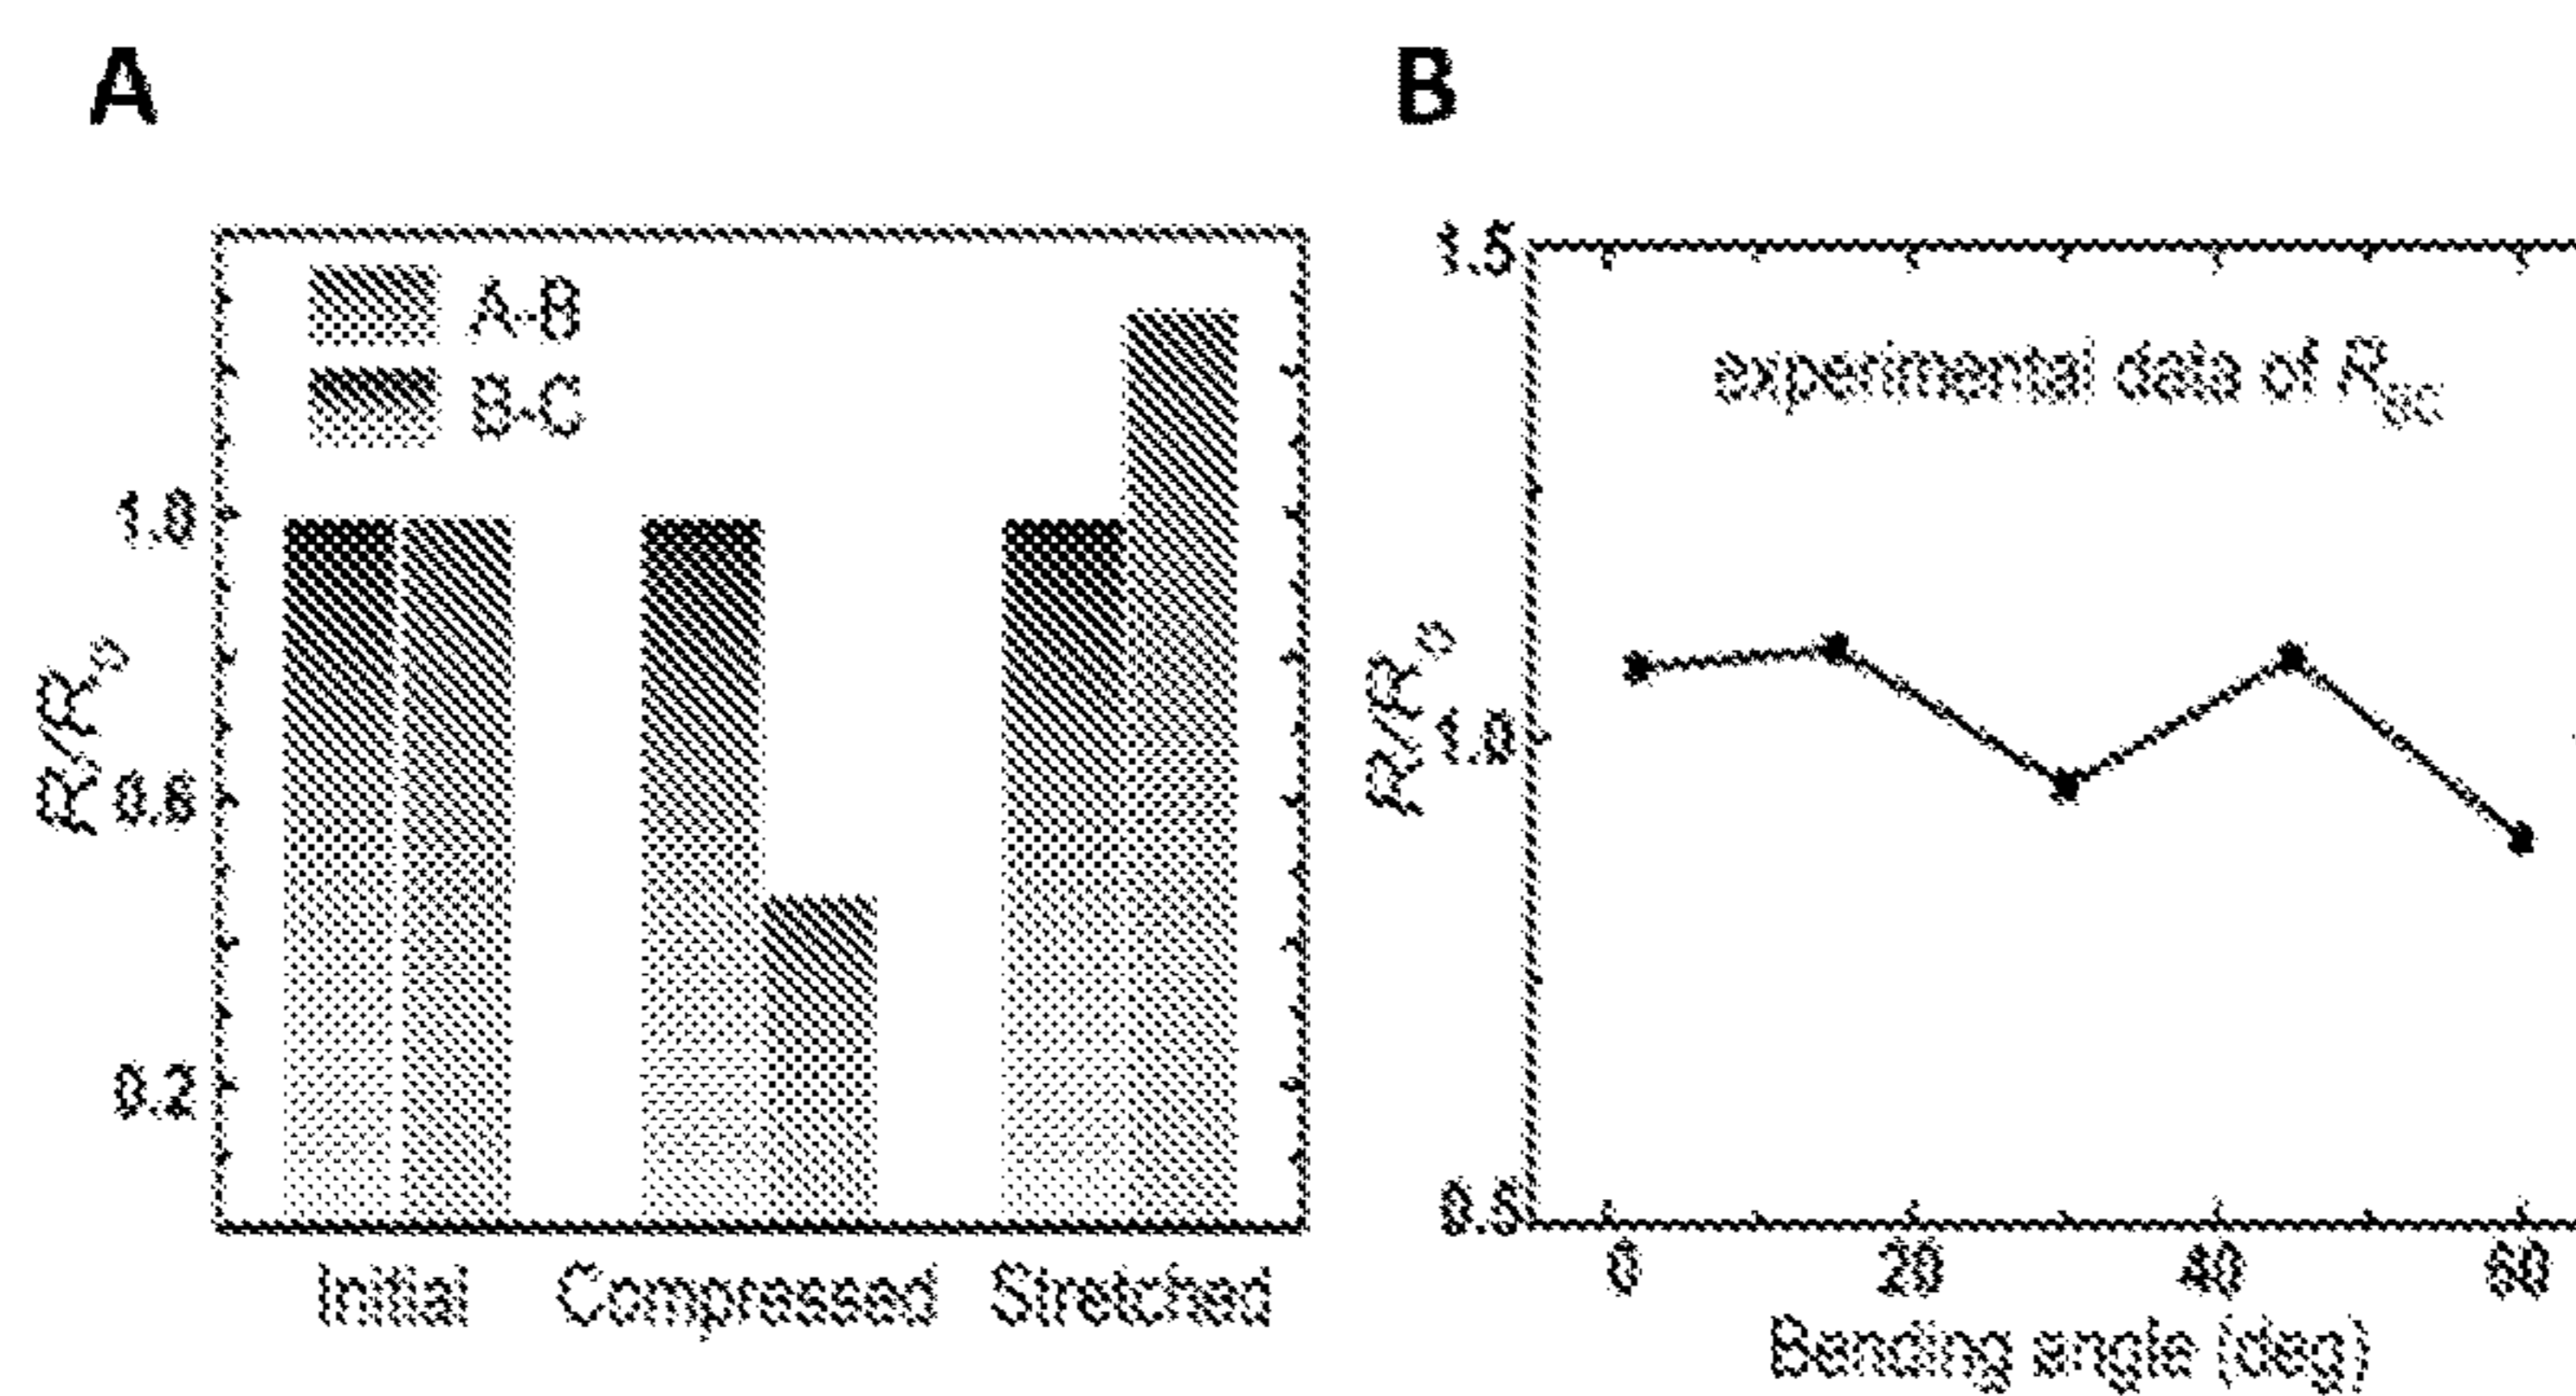 A
B
A-B
B-C
1.0
0.6
0.2
R/R₀
Initial Compressed Stretched
1.5
1.0
0.5
R/R₀
experimental data of R
0 20 40 60
Bending angle (deg)